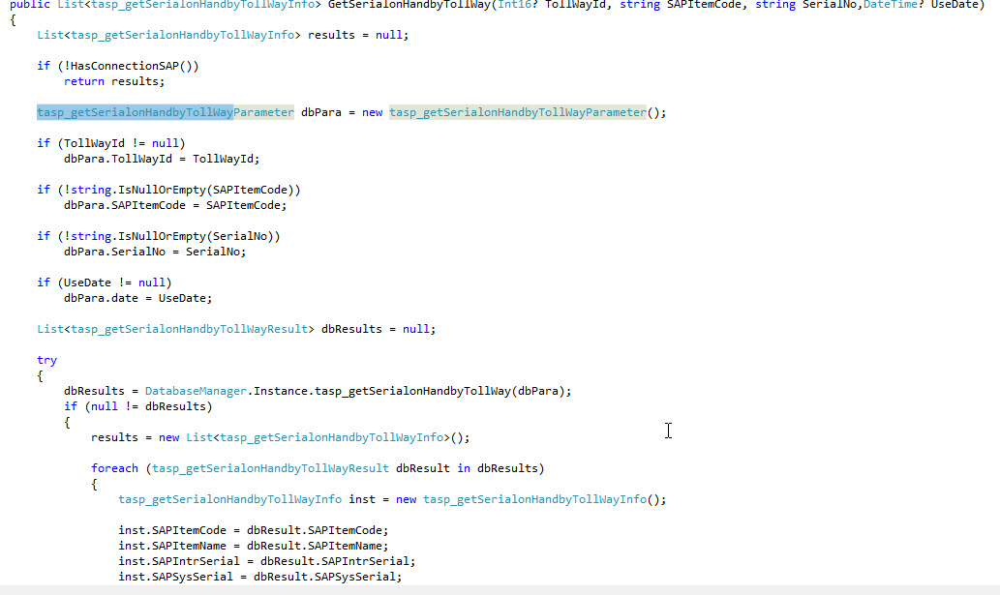 public List<tasp_getSerialonHandbyTollWayInfo> GetSerialonHandbyTollWay(Int16? TollWayId, string SAPItemCode, string SerialNo,DateTime? UseDate)
{
List<tasp_getSerialonHandbyTollWayInfo> results = null;
if (!HasConnectionSAP())
return results;
tasp_getSerialonHandbyTollWayParameter dbPara = new tasp_getSerialonHandbyTollWayParameter();
if (TollWayId != null)
dbPara.TollWayId = TollWayId;
if (!string.IsNullOrEmpty(SAPItemCode))
dbPara.SAPItemCode = SAPItemCode;
if (!string.IsNullOrEmpty(SerialNo))
dbPara.SerialNo = SerialNo;
if (UseDate != null)
dbPara.date = UseDate;
List<tasp_getSerialonHandbyTollWayResult> dbResults = null;
try
{
dbResults = DatabaseManager.Instance.tasp_getSerialonHandbyTollWay(dbPara);
if (null != dbResults)
{
results = new List<tasp_getSerialonHandbyTollWayInfo>();
foreach (tasp_getSerialonHandbyTollWayResult dbResult in dbResults)
{
tasp_getSerialonHandbyTollWayInfo inst = new tasp_getSerialonHandbyTollWayInfo();
inst.SAPItemCode = dbResult.SAPItemCode;
inst.SAPItemName = dbResult.SAPItemName;
inst.SAPIntrSerial = dbResult.SAPIntrSerial;
inst.SAPSysSerial = dbResult.SAPSysSerial;